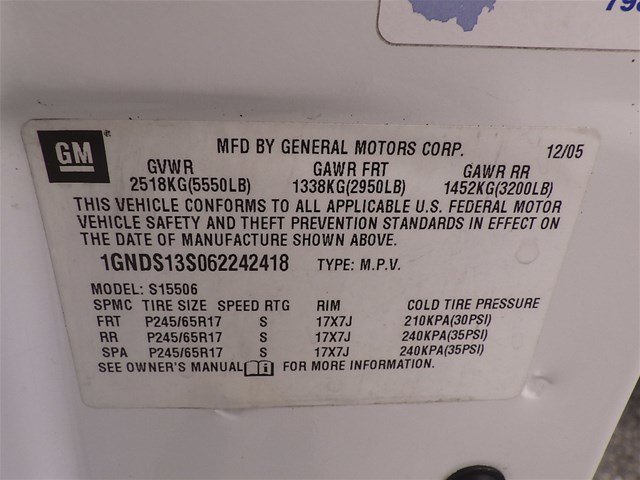 798
GM
MFD BY GENERAL MOTORS CORP. 12/05
GVWR GAWR FRT GAWR RR
2518KG(5550LB) 1338KG(2950LB) 1452KG(3200LB)
THIS VEHICLE CONFORMS TO ALL APPLICABLE U.S. FEDERAL MOTOR
VEHICLE SAFETY AND THEFT PREVENTION STANDARDS IN EFFECT ON
THE DATE OF MANUFACTURE SHOWN ABOVE.
1GNDS13S062242418 TYPE: M.P.V.
MODEL: S15506
SPMC TIRE SIZE SPEED RTG RIM COLD TIRE PRESSURE
FRT P245/65R17 S 17X7J 210KPA(30PSI)
RR P245/65R17 S 17X7J 240KPA(35PSI)
SPA P245/65R17 S 17X7J 240KPA(35PSI)
SEE OWNER'S MANUAL FOR MORE INFORMATION.